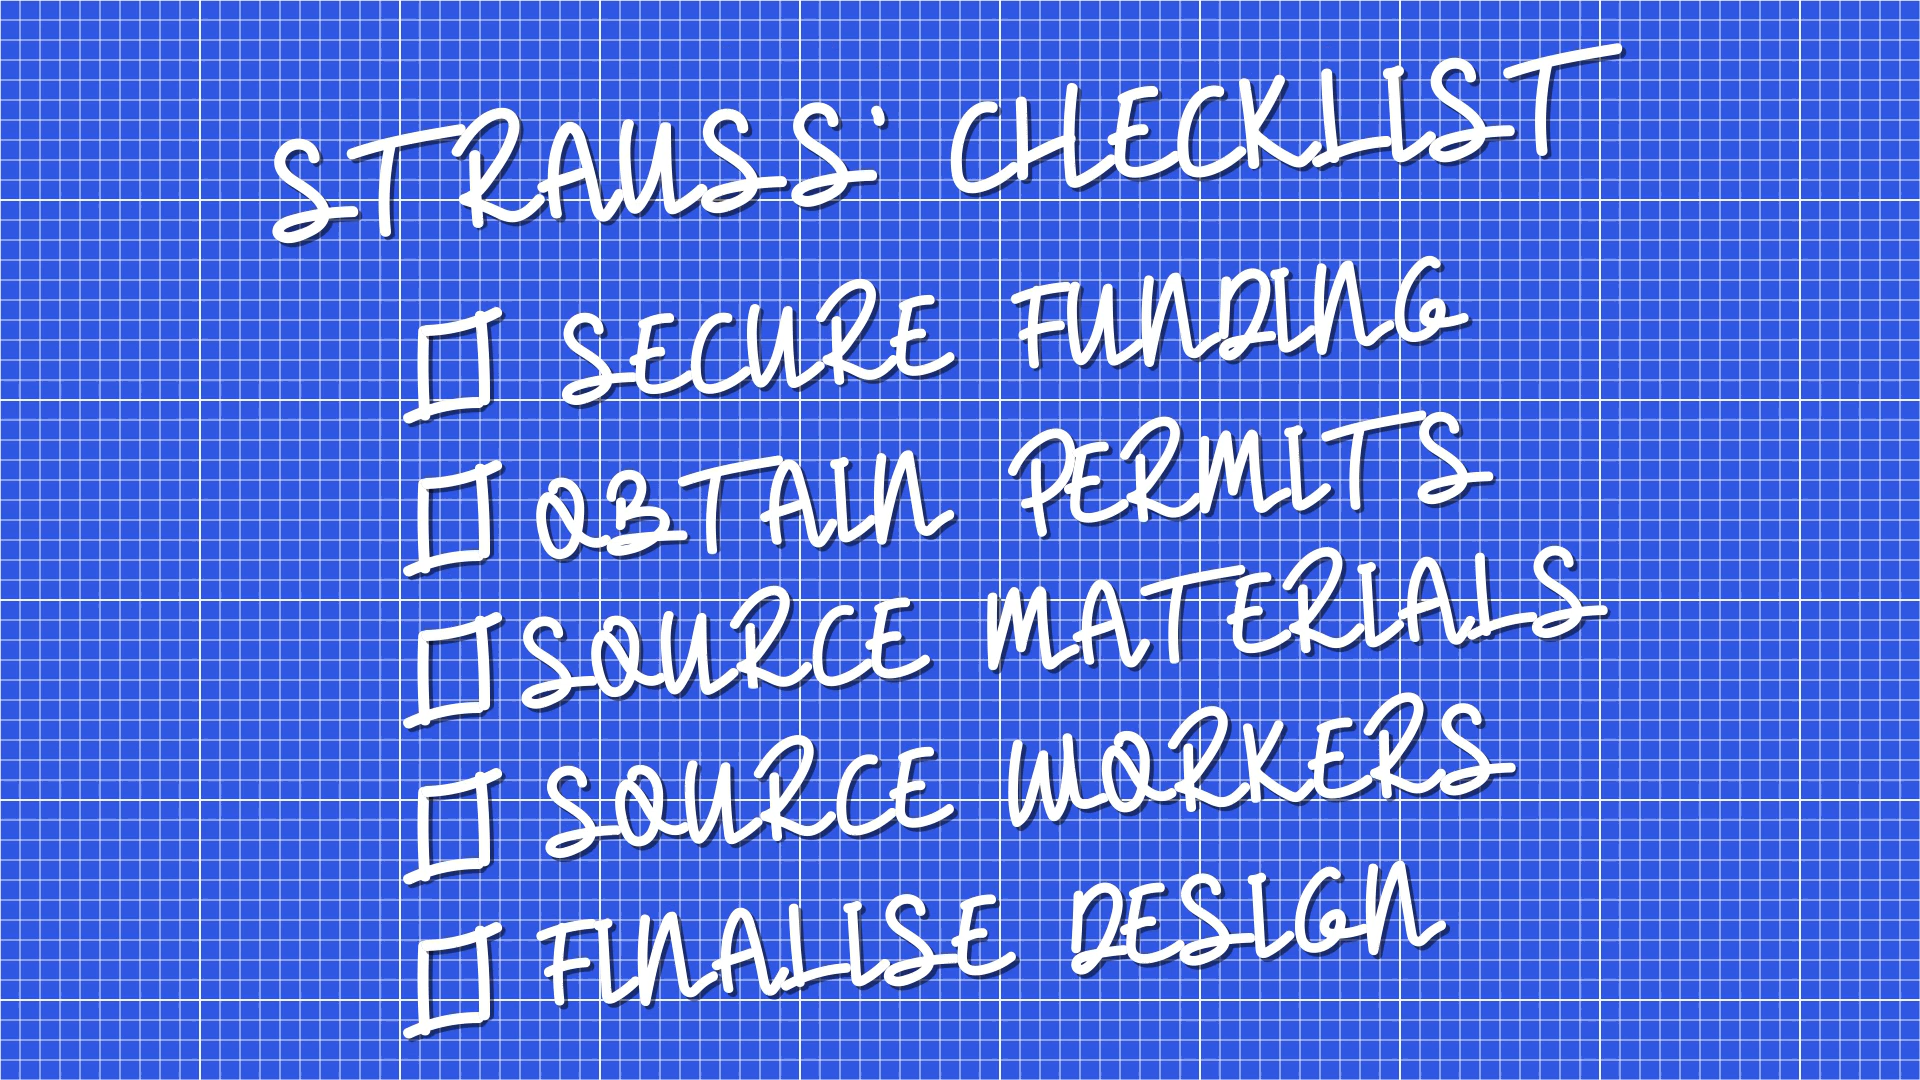 STRAUSS' CHECKLIST
SECURE FUNDING
OBTAIN PERMITS
SOURCE MATERIALS
SOURCE WORKERS
FINALISE DESIGN